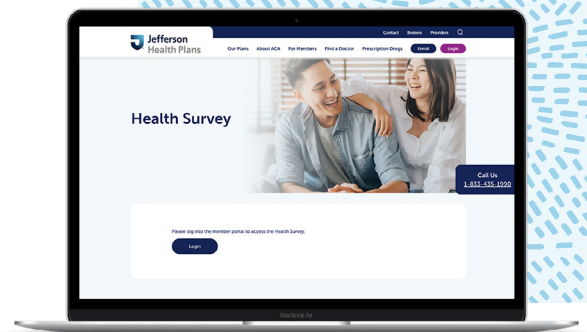 Contact Brokers Providers
Jefferson
Health Plans
Our Plans About ACA For Members Find a Doctor Prescription Drugs Enroll Login
Health Survey
Call Us
1-833-435-1990
Please log into the member portal to access the Health Survey.
Login
MacBook Air